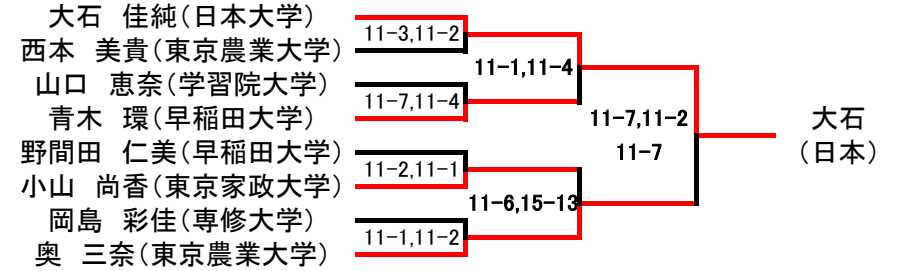 大石　佳純（日本大学）
11-3,11-2
西本　美貴（東京農業大学）
11-1,11-4
山口　恵奈（学習院大学）
11-7,11-4
青木　環（早稲田大学）
11-7,11-2
11-7
大石
（日本）
野間田　仁美（早稲田大学）
11-2,11-1
小山　尚香（東京家政大学）
11-6,15-13
岡島　彩佳（専修大学）
11-1,11-2
奥　三奈（東京農業大学）